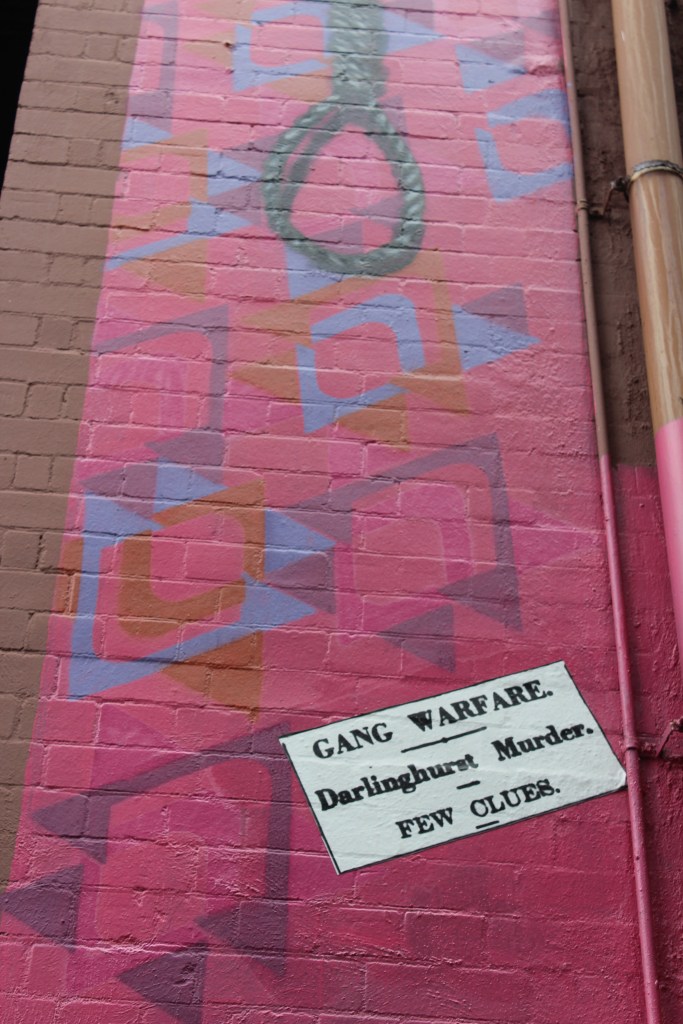 GANG WARFARE.
Darlinghurst Murder.
FEW CLUES.